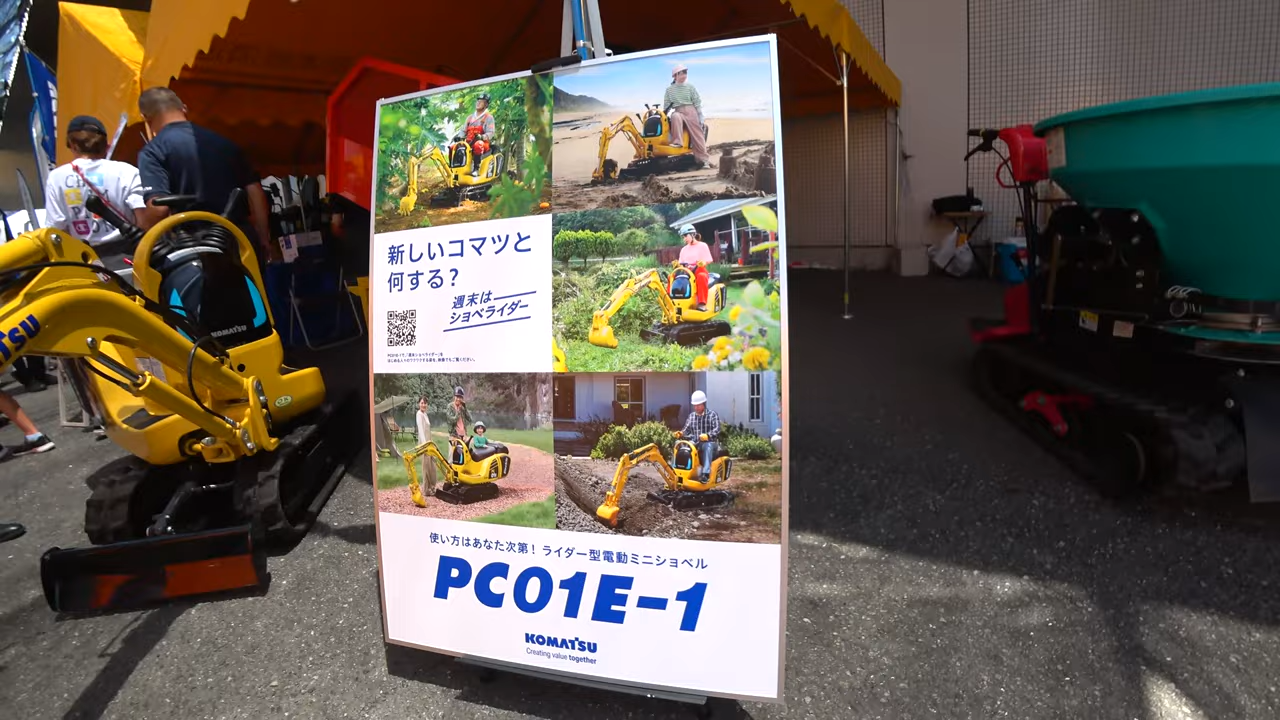 新しいコマツと
何する?
週末は
ショベライダー
使い方はあなた次第! ライダー型電動ミニショベル
PC01E-1
KOMATSU
Creating value together
KOMATSU